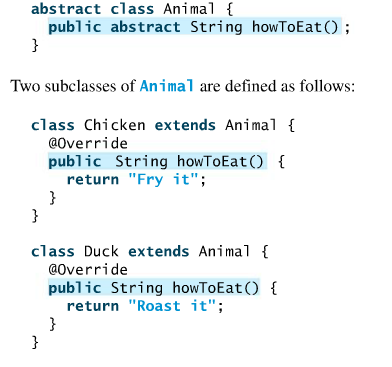 abstract class Animal {
  public abstract String howToEat();
}
Two subclasses of Animal are defined as follows:
class Chicken extends Animal {
  @Override
  public String howToEat() {
    return "Fry it";
  }
}
class Duck extends Animal {
  @Override
  public String howToEat() {
    return "Roast it";
  }
}